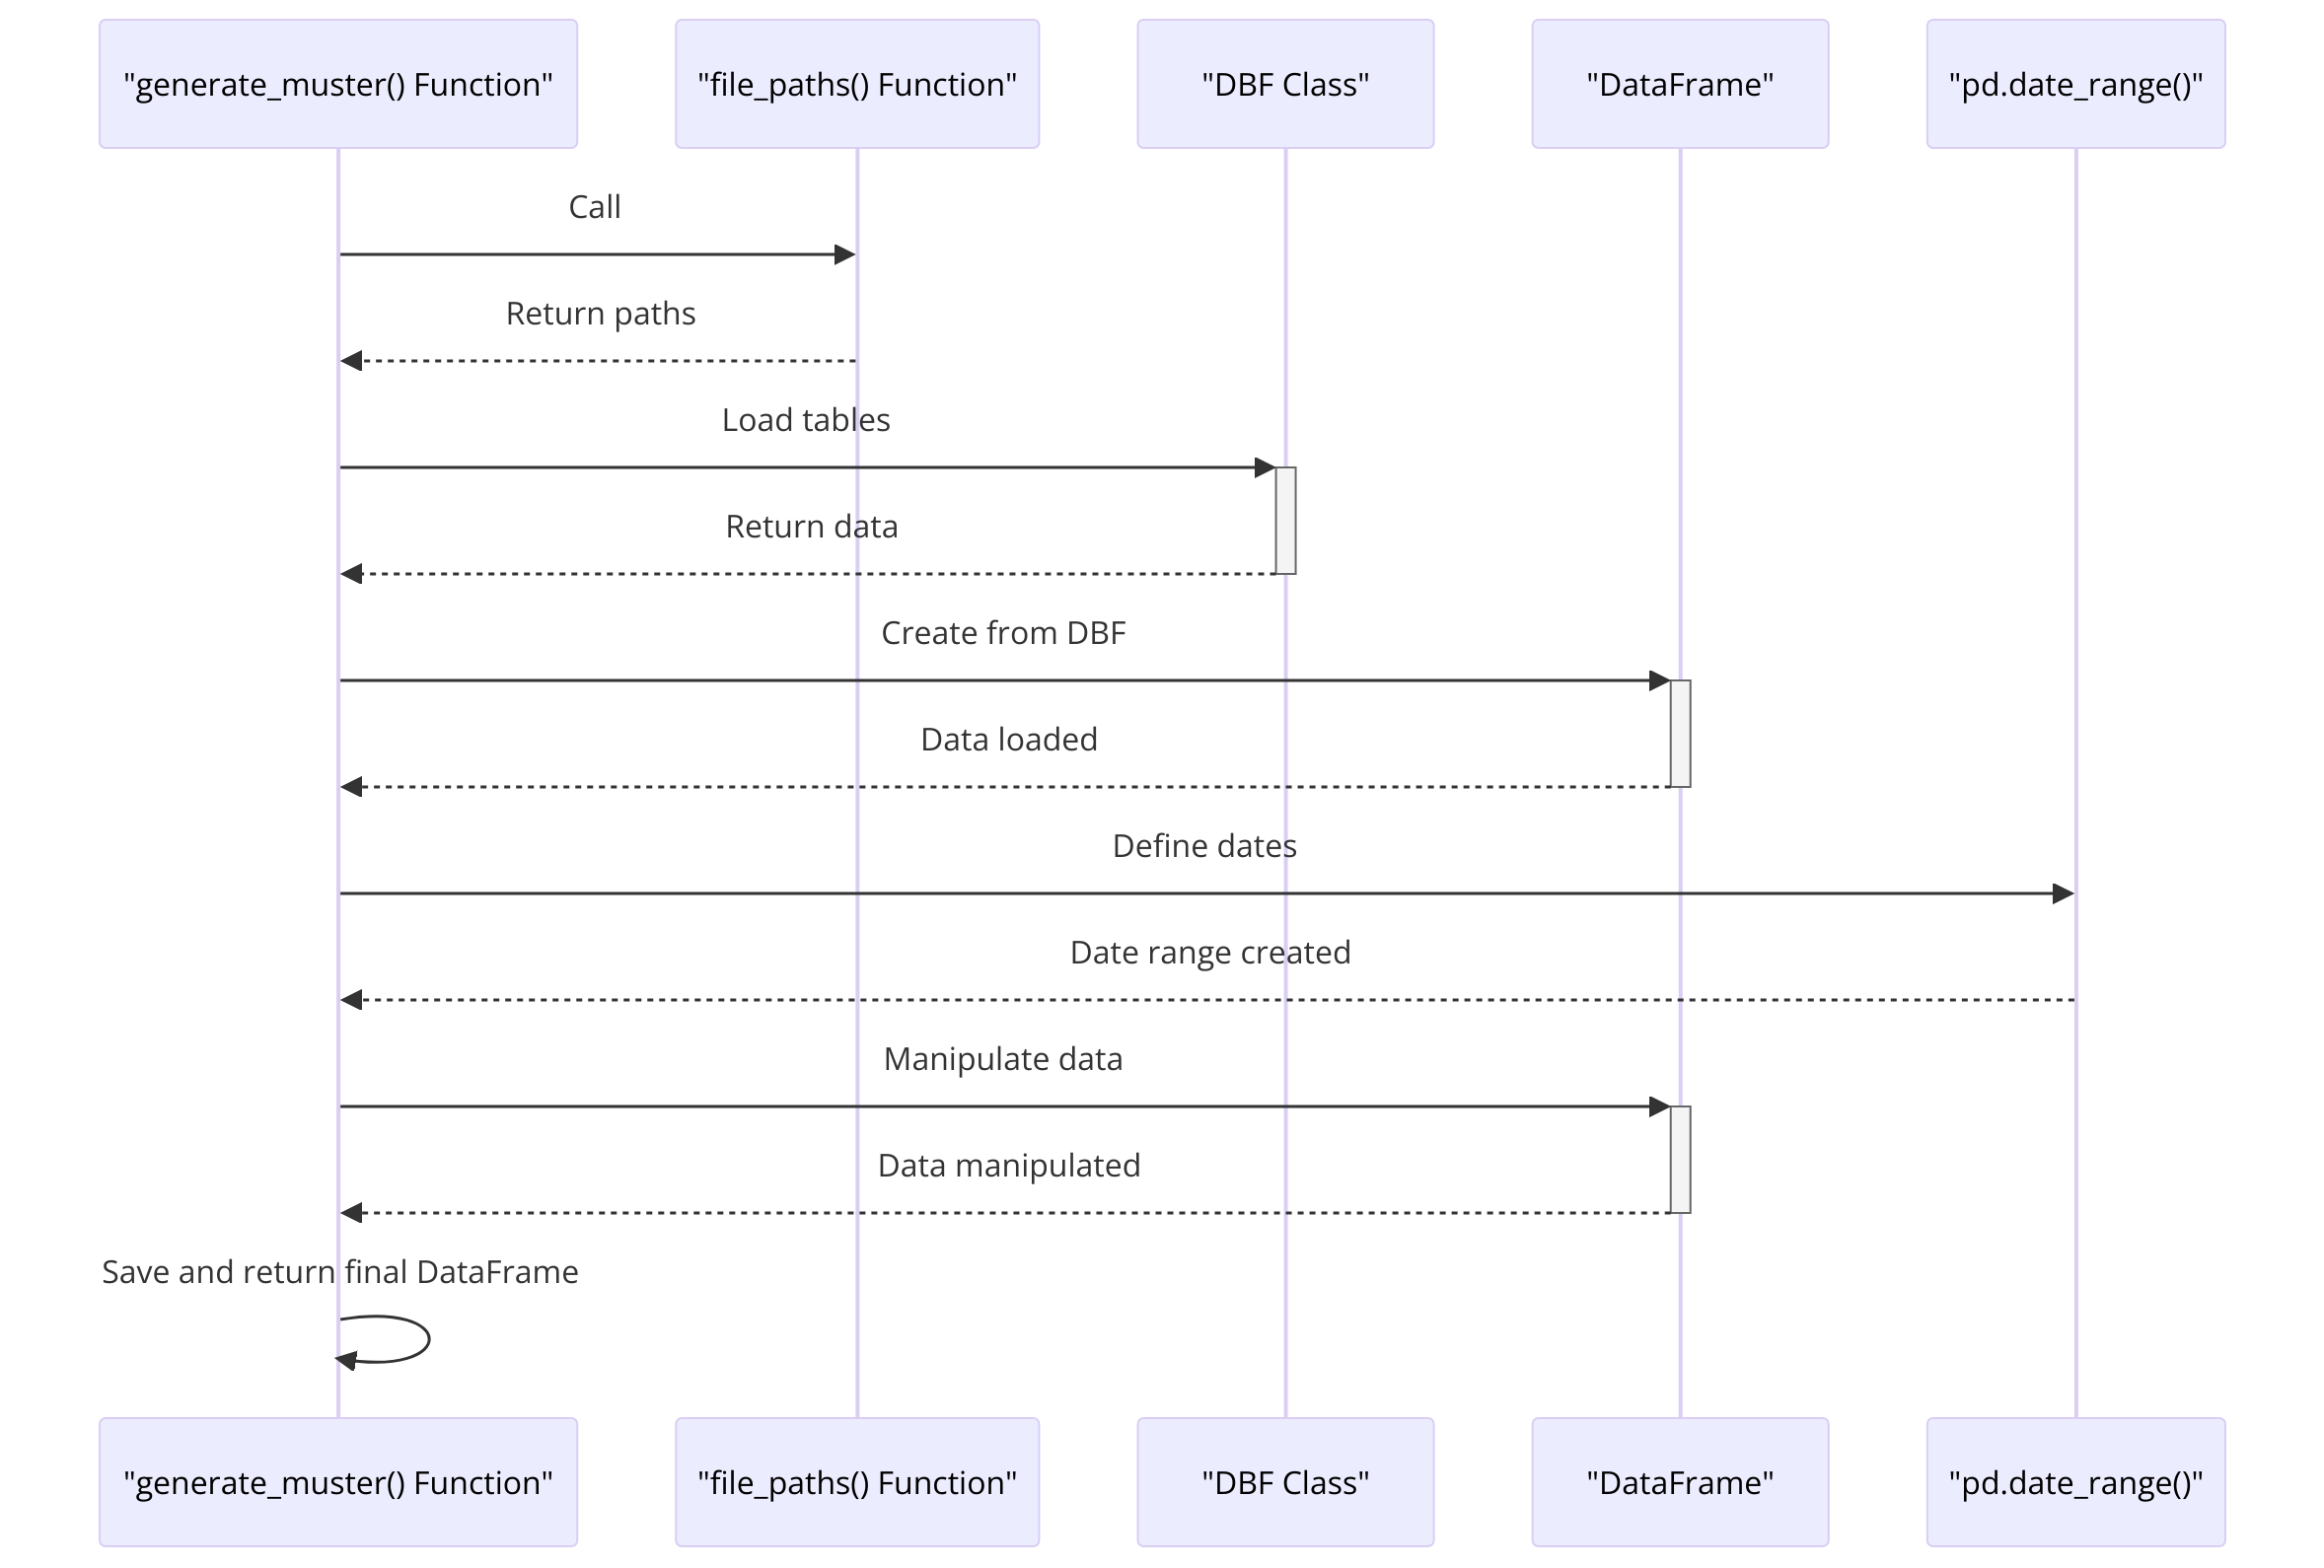 "generate_muster() Function"
"file_paths() Function"
"DBF Class"
"DataFrame"
"pd.date_range()"
Call
Return paths
Load tables
Return data
Create from DBF
Data loaded
Define dates
Date range created
Manipulate data
Data manipulated
Save and return final DataFrame
"generate_muster() Function"
"file_paths() Function"
"DBF Class"
"DataFrame"
"pd.date_range()"